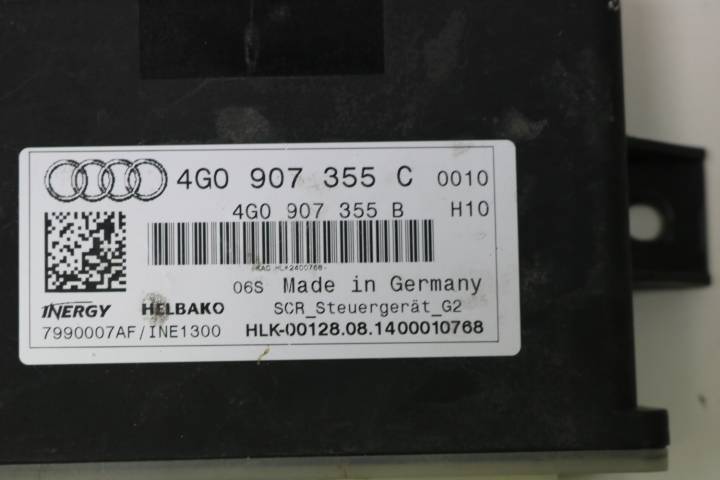 4G0 907 355 C 0010
4G0 907 355 B H10
06S Made in Germany
INERGY HELBAKO SCR_Steuergerät_G2
7990007AF/INE1300 HLK-00128.08.1400010768